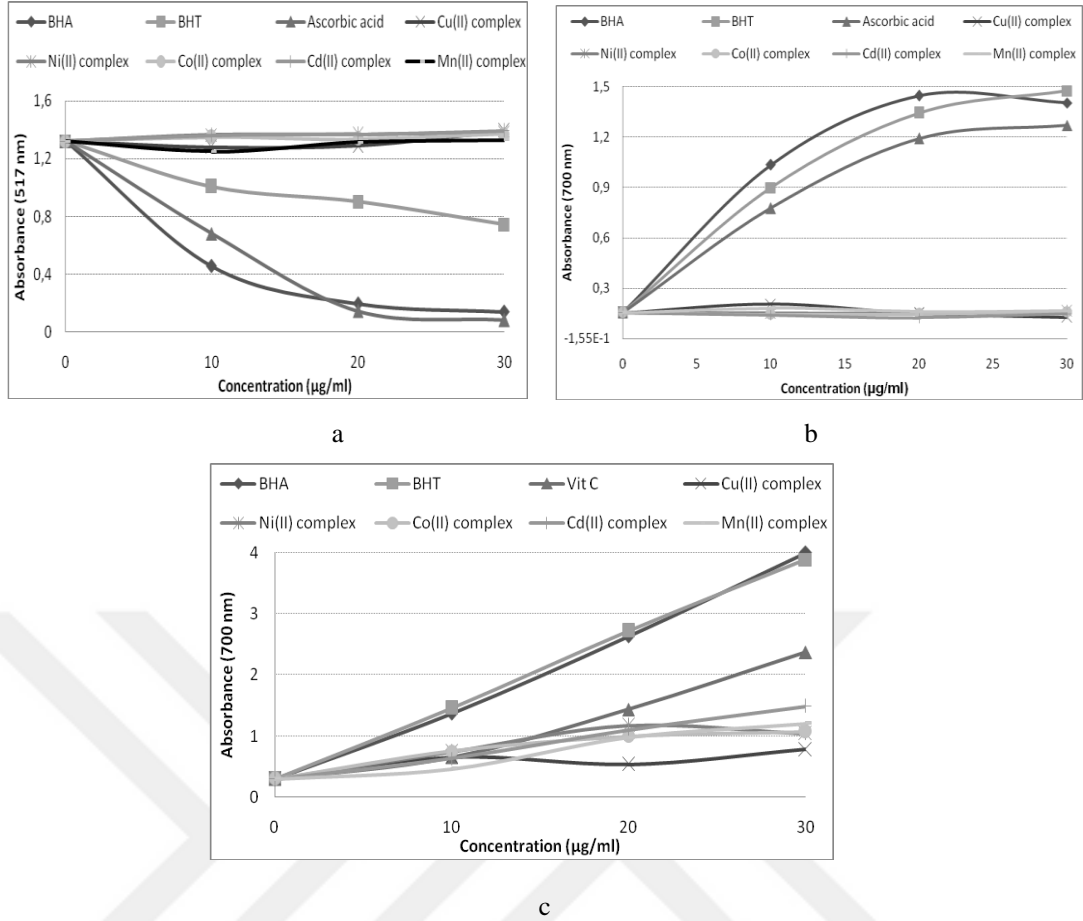 BHA BHT Ascorbic acid Cu(II) complex
Ni(II) complex Co(II) complex Cd(II) complex Mn(II) complex
Absorbance (517 nm)
1,6
1,2
0,8
0,4
0
0 10 20 30
Concentration (µg/ml)
a
BHA BHT Ascorbic acid Cu(II) complex
Ni(II) complex Co(II) complex Cd(II) complex Mn(II) complex
Absorbance (700 nm)
1,5
1,2
0,9
0,6
0,3
-1,55E-1
0 5 10 15 20 25 30
Concentration (µg/ml)
b
BHA BHT Vit C Cu(II) complex
Ni(II) complex Co(II) complex Cd(II) complex Mn(II) complex
Absorbance (700 nm)
4
3
2
1
0
0 10 20 30
Concentration (µg/ml)
c